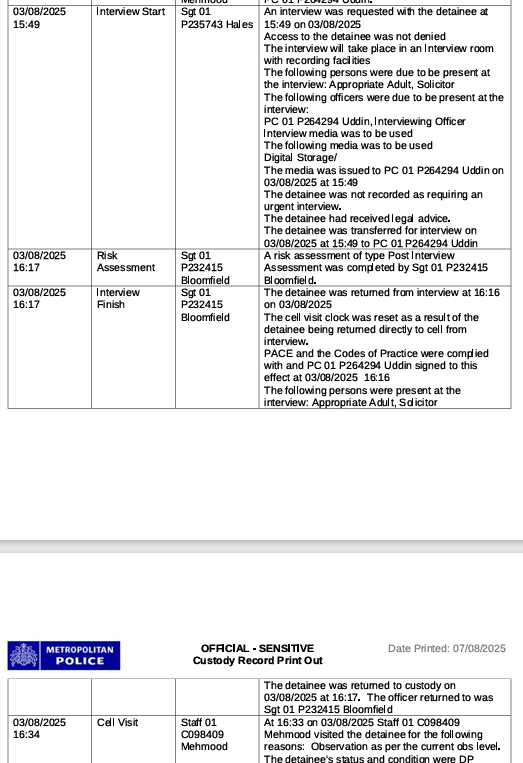 Mehmood
PC 01 P264294 Uddin.
03/08/2025
15:49
Interview Start
Sgt 01
P235743 Hales
An interview was requested with the detainee at
15:49 on 03/08/2025
Access to the detainee was not denied
The interview will take place in an Interview room
with recording facilities
The following persons were due to be present at
the interview: Appropriate Adult, Solicitor
The following officers were due to be present at the
interview:
PC 01 P264294 Uddin, Interviewing Officer
Interview media was to be used
The following media was to be used
Digital Storage/
The media was issued to PC 01 P264294 Uddin on
03/08/2025 at 15:49
The detainee was not recorded as requiring an
urgent interview.
The detainee had received legal advice.
The detainee was transferred for interview on
03/08/2025 at 15:49 to PC 01 P264294 Uddin
03/08/2025
16:17
Risk
Assessment
Sgt 01
P232415
Bloomfield
A risk assessment of type Post Interview
Assessment was completed by Sgt 01 P232415
Bloomfield.
03/08/2025
16:17
Interview
Finish
Sgt 01
P232415
Bloomfield
The detainee was returned from interview at 16:16
on 03/08/2025
The cell visit clock was reset as a result of the
detainee being returned directly to cell from
interview.
PACE and the Codes of Practice were complied
with and PC 01 P264294 Uddin signed to this
effect at 03/08/2025 16:16
The following persons were present at the
interview: Appropriate Adult, Solicitor
METROPOLITAN
POLICE
OFFICIAL - SENSITIVE
Custody Record Print Out
Date Printed: 07/08/2025
The detainee was returned to custody on
03/08/2025 at 16:17. The officer returned to was
Sgt 01 P232415 Bloomfield
03/08/2025
16:34
Cell Visit
Staff 01
C098409
Mehmood
At 16:33 on 03/08/2025 Staff 01 C098409
Mehmood visited the detainee for the following
reasons: Observation as per the current obs level.
The detainee's status and condition were DP